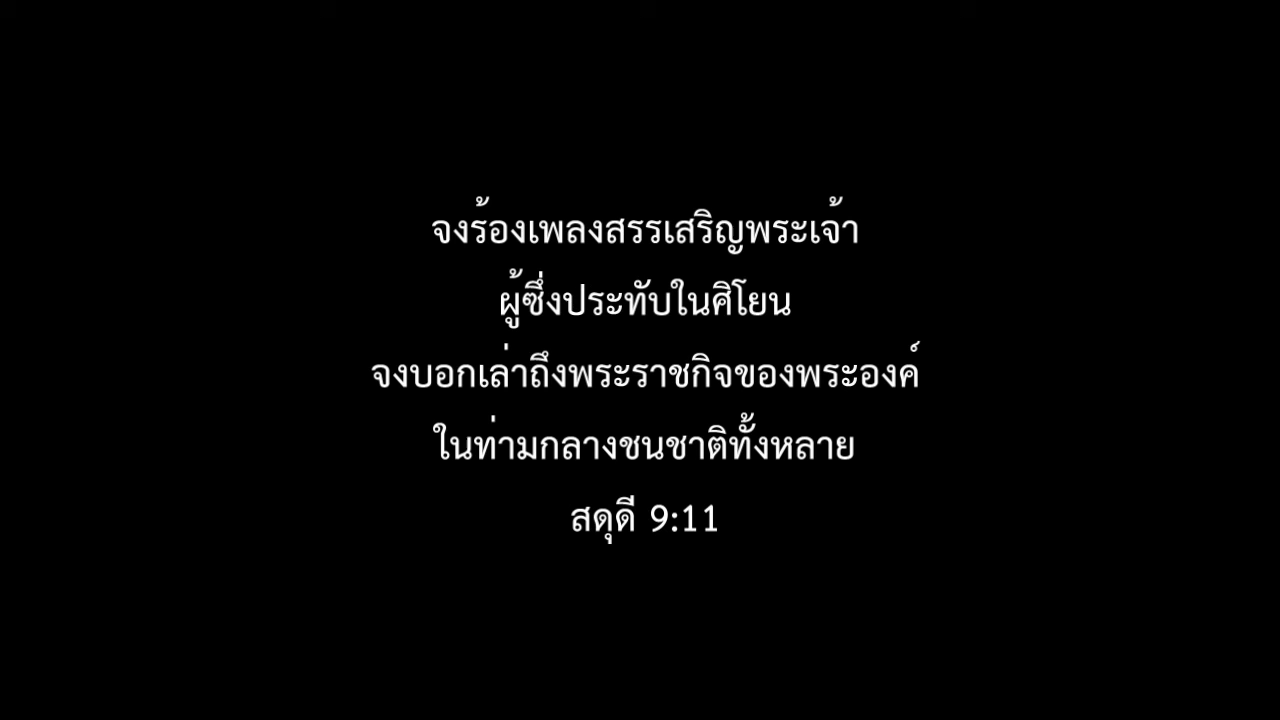 จงร้องเพลงสรรเสริญพระเจ้า
ผู้ซึ่งประทับในศิโยน
จงบอกเล่าถึงพระราชกิจของพระองค์
ในท่ามกลางชนชาติทั้งหลาย
สดุดี 9:11